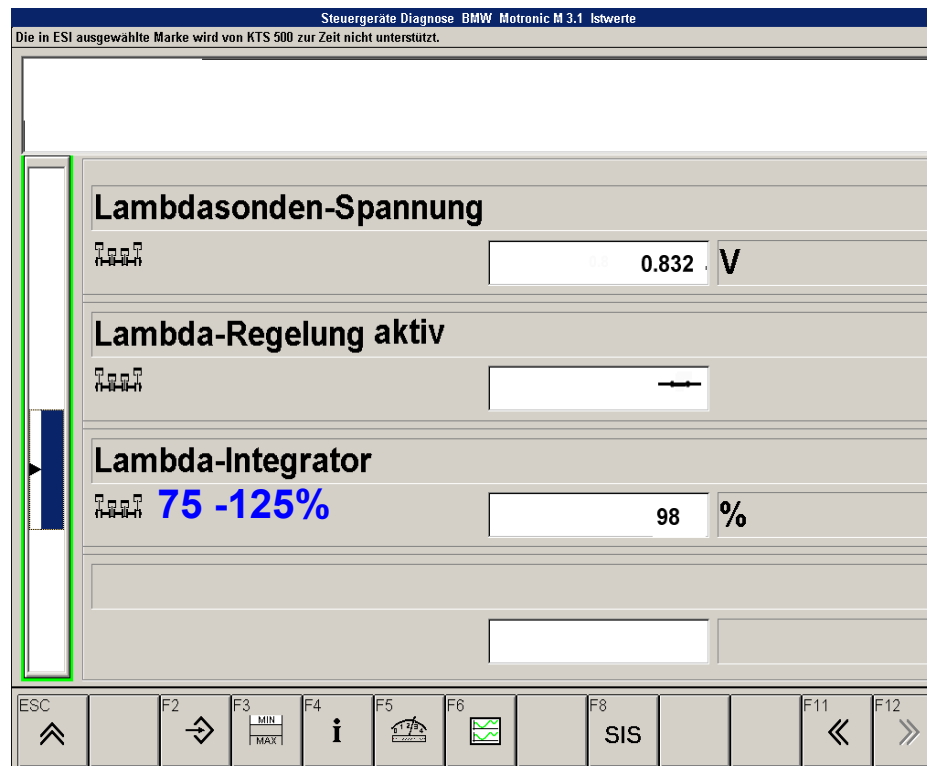 Steuergeräte Diagnose BMW Motronic M 3.1 Istwerte
Die in ESI ausgewählte Marke wird von KTS 500 zur Zeit nicht unterstützt.
Lambdasonden-Spannung
0.832 V
Lambda-Regelung aktiv
Lambda-Integrator
75 -125% 98 %
ESC F2 F3 F4 F5 F6 F8 F11 F12
MIN
MAX
i
SIS